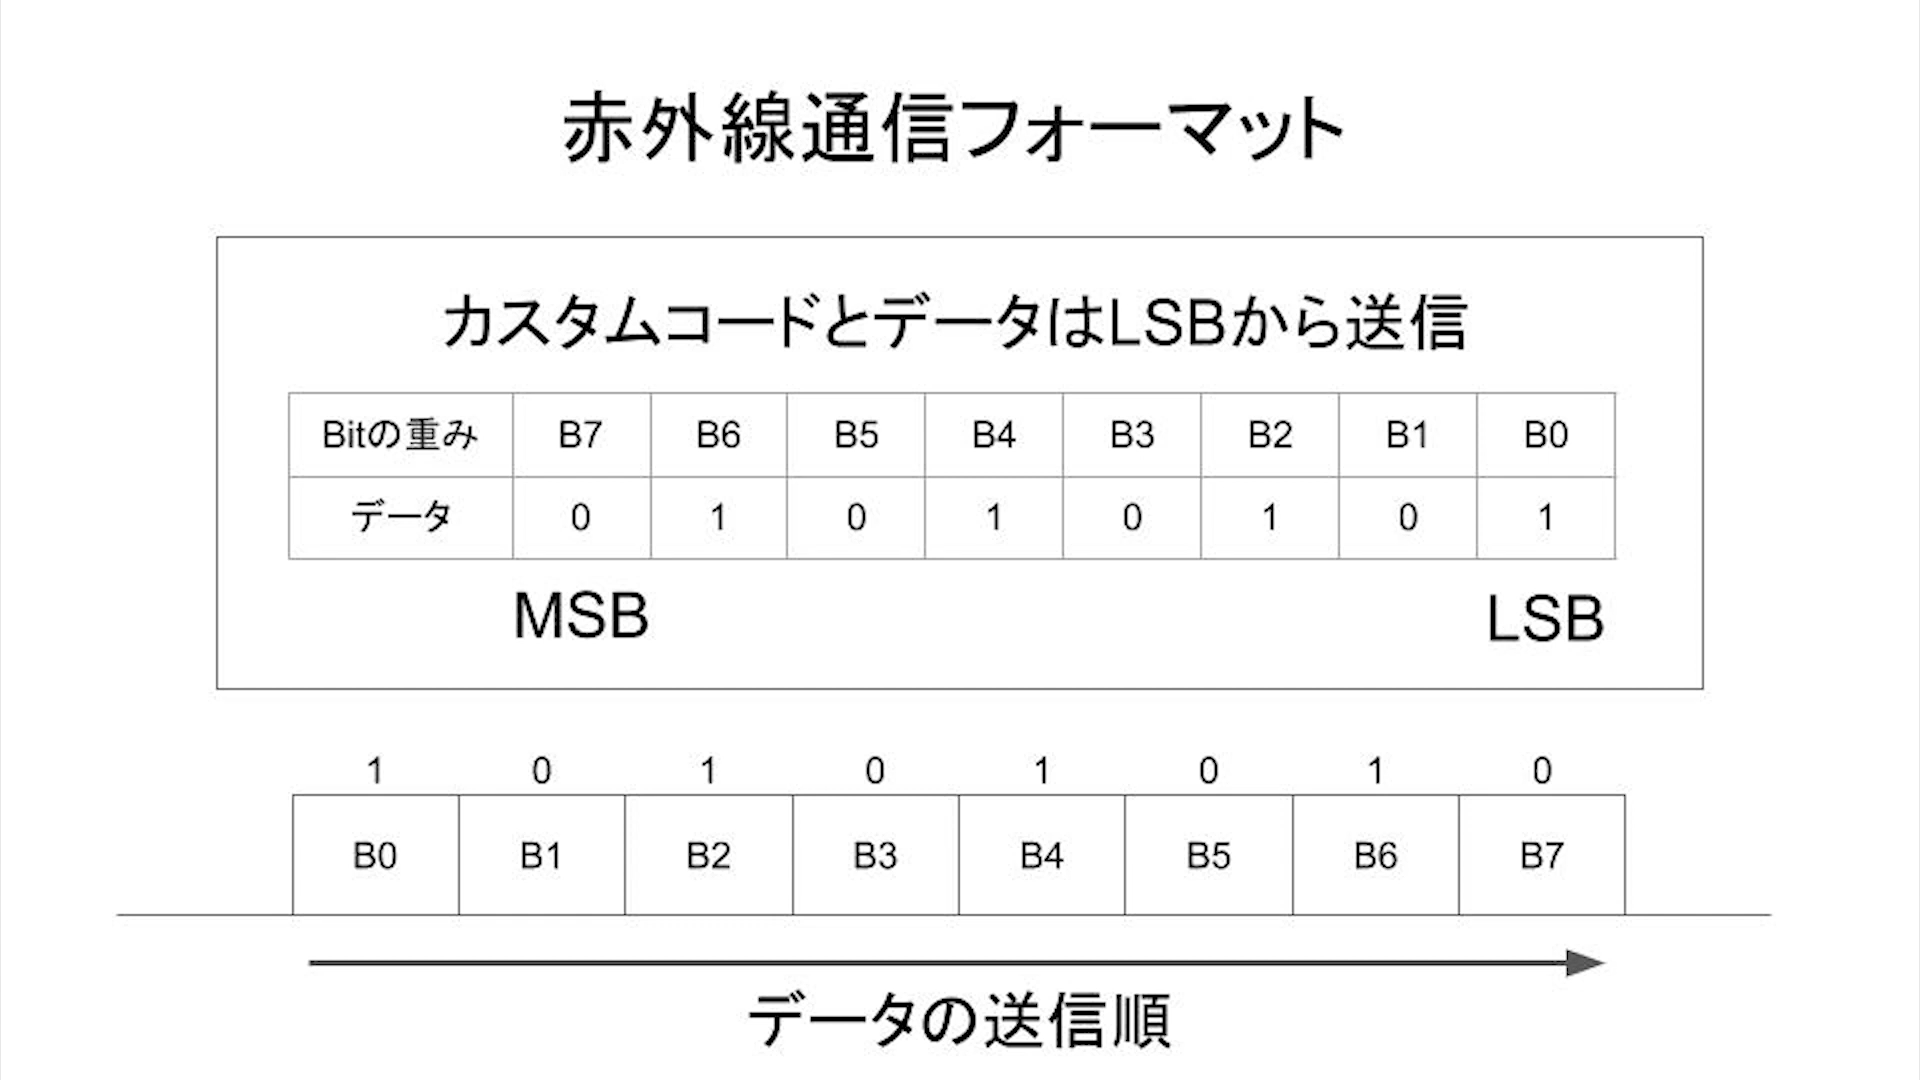 赤外線通信フォーマット
カスタムコードとデータはLSBから送信
Bitの重み B7 B6 B5 B4 B3 B2 B1 B0
データ 0 1 0 1 0 1 0 1
MSB LSB
1 0 1 0 1 0 1 0
B0 B1 B2 B3 B4 B5 B6 B7
データの送信順